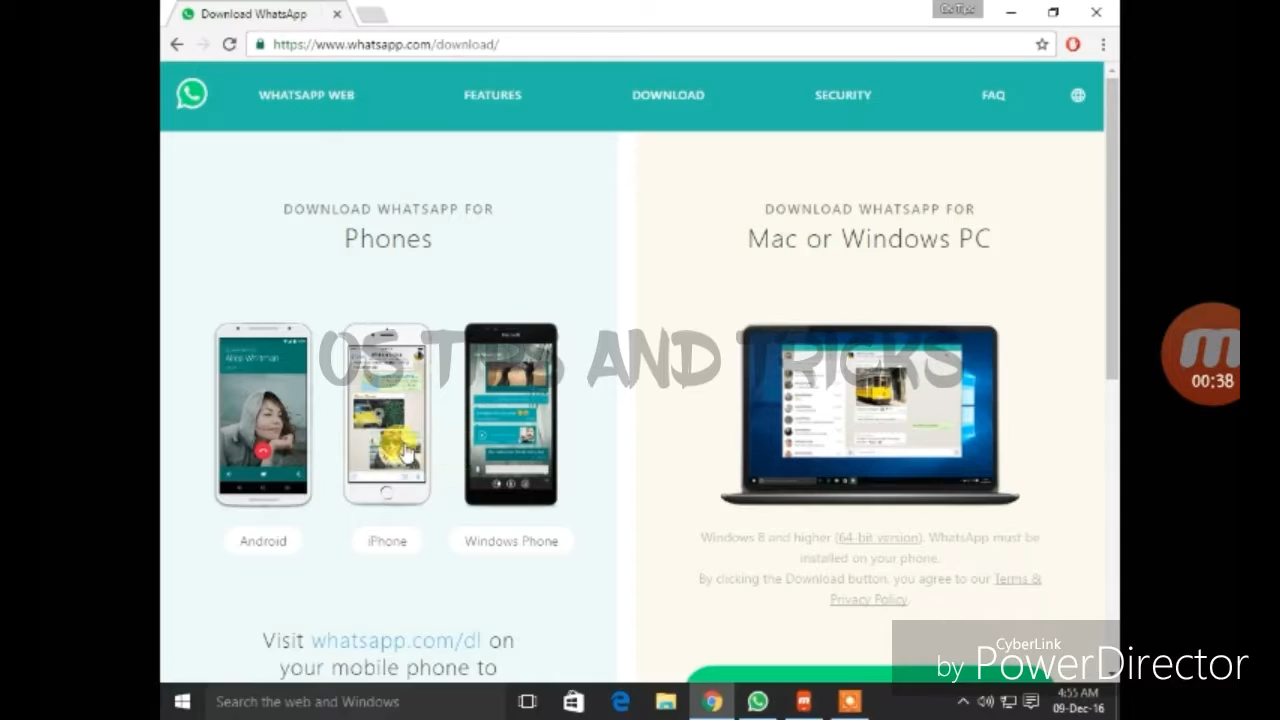 Download WhatsApp
Os Tips
https://www.whatsapp.com/download/
WHATSAPP WEB
FEATURES
DOWNLOAD
SECURITY
FAQ
DOWNLOAD WHATSAPP FOR
Phones
DOWNLOAD WHATSAPP FOR
Mac or Windows PC
OS TIPS AND TRICKS
00:38
Android
iPhone
Windows Phone
Windows 8 and higher (64-bit version). WhatsApp must be
installed on your phone.
By clicking the Download button, you agree to our Terms &
Privacy Policy.
Visit whatsapp.com/dl on
your mobile phone to
CyberLink
by PowerDirector
Search the web and Windows
4:55 AM
09-Dec-16